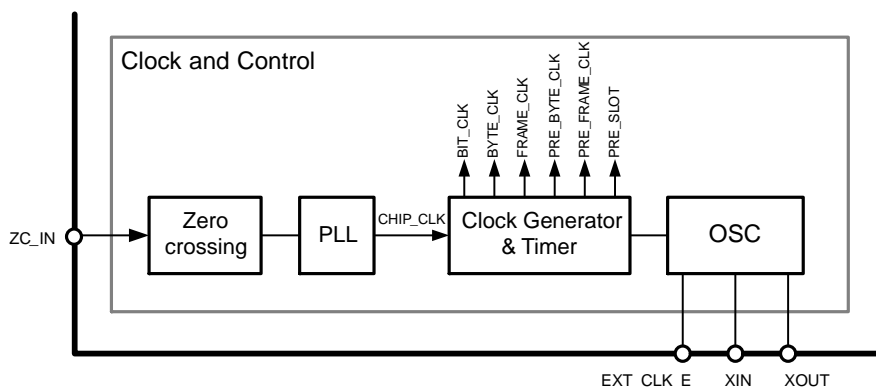 Clock and Control
BIT_CLK
BYTE_CLK
FRAME_CLK
PRE_BYTE_CLK
PRE_FRAME_CLK
PRE_SLOT
ZC_IN
Zero
crossing
PLL
CHIP_CLK
Clock Generator
& Timer
OSC
EXT_CLK_E
XIN
XOUT